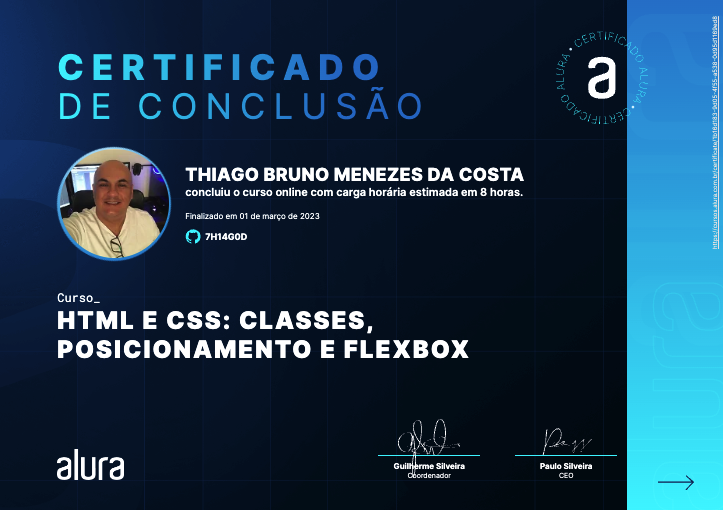 CERTIFICADO
DE CONCLUSÃO
CERTIFICADO ALURA • CERTIFICADO ALURA •
a
THIAGO BRUNO MENEZES DA COSTA
concluiu o curso online com carga horária estimada em 8 horas.
Finalizado em 01 de março de 2023
7H14G0D
Curso_
HTML E CSS: CLASSES,
POSICIONAMENTO E FLEXBOX
alura
Guilherme Silveira
Coordenador
Paulo Silveira
CEO